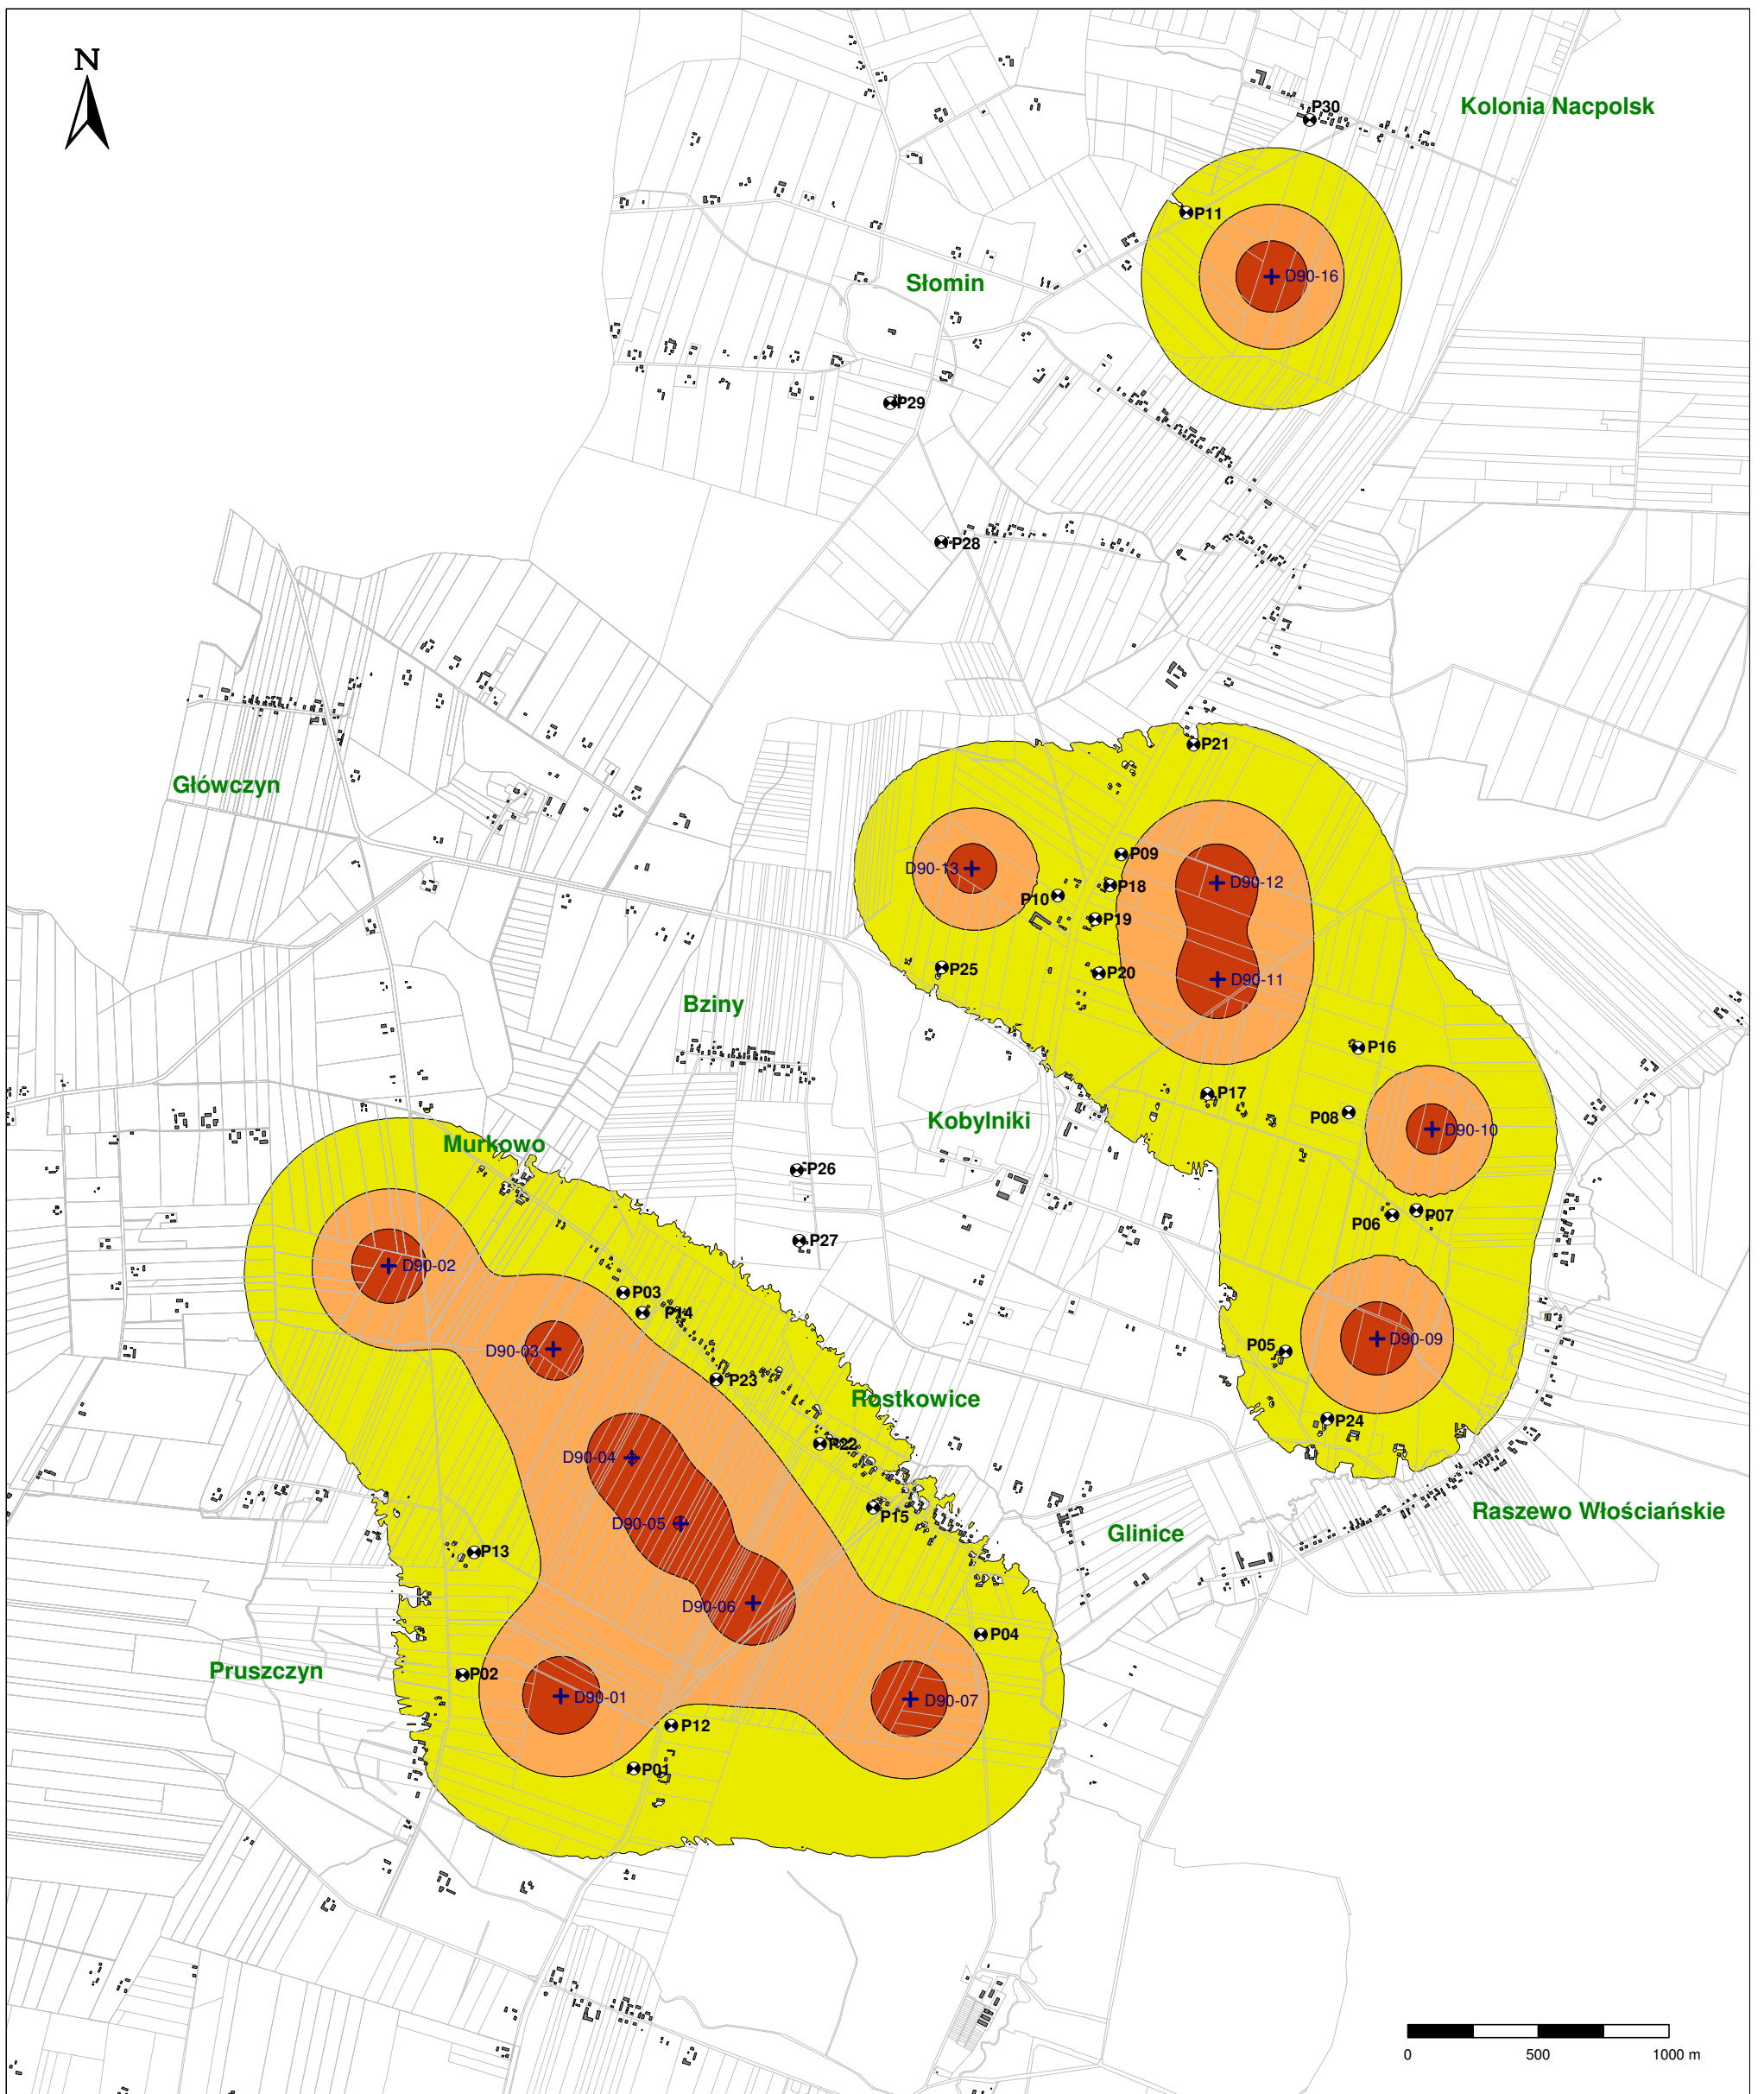 N
P30
Kolonia Nacpolsk
P11
D90-16
Słomin
P29
P28
P21
Główczyn
P09
D90-13
D90-12
P18
P10
P19
P25
P20
D90-11
Bziny
P16
P17
P08
Kobylniki
D90-10
Murkowo
P26
P06
P07
P27
D90-02
P03
P14
D90-03
P05
D90-09
P23
Rostkowice
P24
P22
D90-04
Raszewo Włościańskie
P15
D90-05
Glinice
P13
D90-06
P04
Pruszczyn
P02
D90-01
D90-07
P12
P01
0 500 1000 m